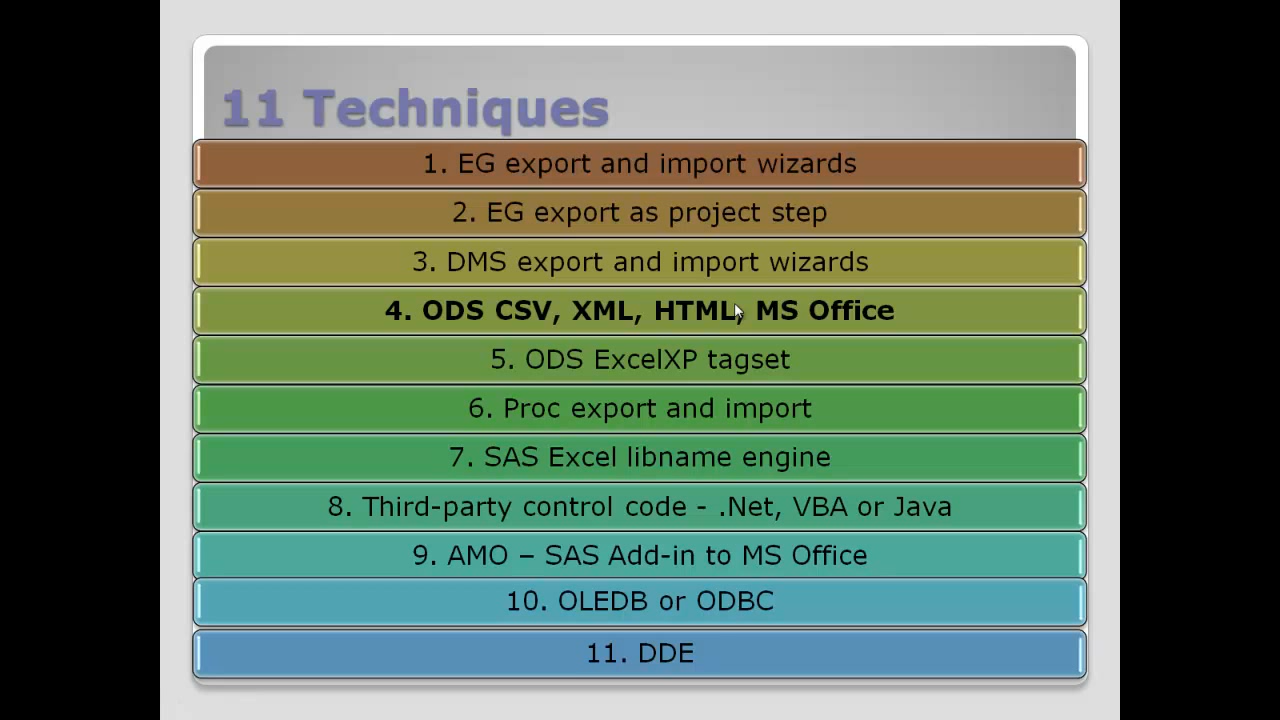 11 Techniques
1. EG export and import wizards
2. EG export as project step
3. DMS export and import wizards
4. ODS CSV, XML, HTML, MS Office
5. ODS ExcelXP tagset
6. Proc export and import
7. SAS Excel libname engine
8. Third-party control code - .Net, VBA or Java
9. AMO – SAS Add-in to MS Office
10. OLEDB or ODBC
11. DDE